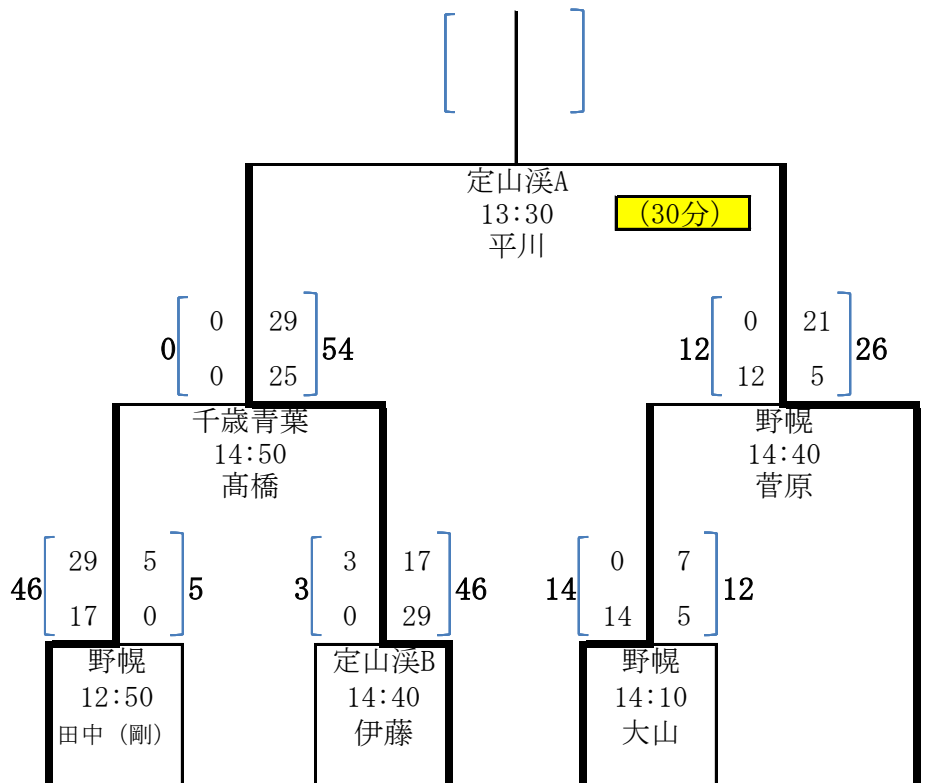 定山渓A
13:30
(30分)
平川
0 29
0 54
0 25
0 21
12 26
12 5
千歳青葉
14:50
髙橋
野幌
14:40
菅原
29 5
46 5
17 0
3 17
3 46
0 29
0 7
14 12
14 5
野幌
12:50
田中（剛）
定山渓B
14:40
伊藤
野幌
14:10
大山